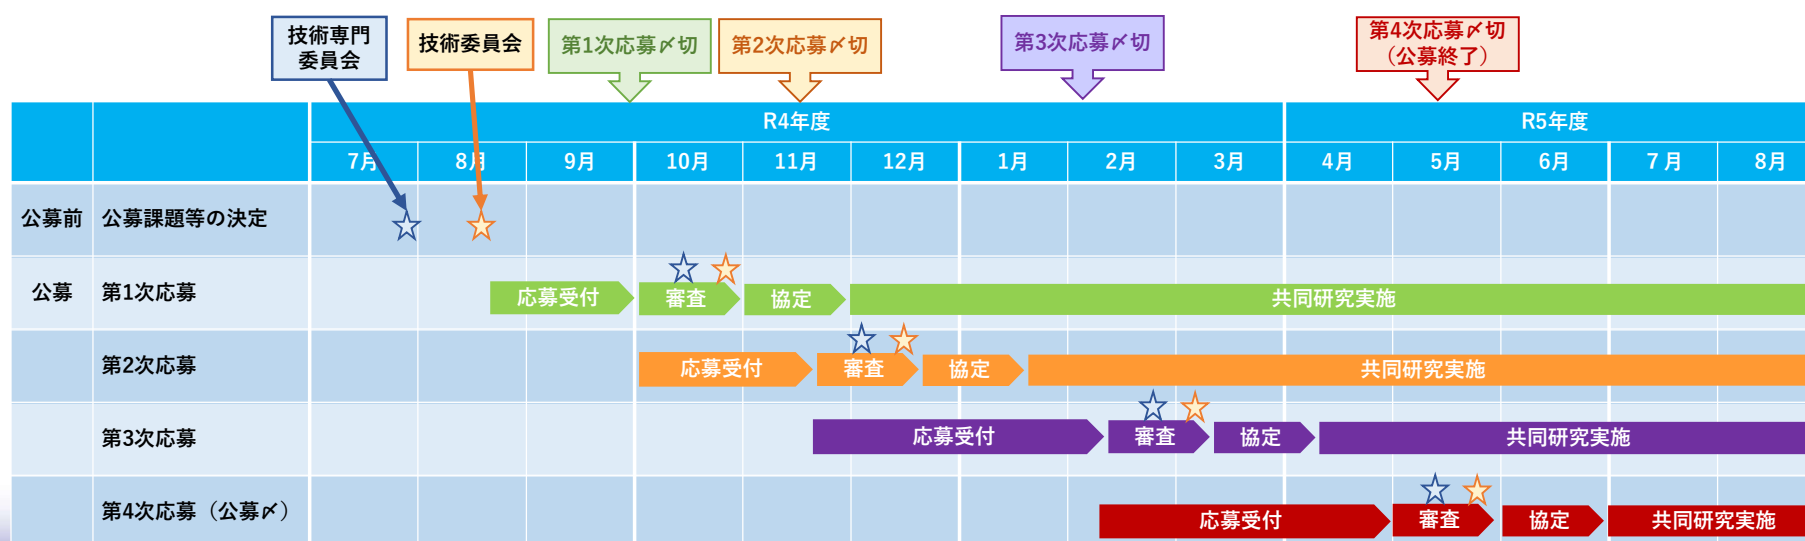 技術専門
委員会
技術委員会
第1次応募〆切
第2次応募〆切
第3次応募〆切
第4次応募〆切
（公募終了）
R4年度
R5年度
7月
8月
9月
10月
11月
12月
1月
2月
3月
4月
5月
6月
7月
8月
公募前
公募課題等の決定
公募
第1次応募
応募受付
審査
協定
共同研究実施
第2次応募
応募受付
審査
協定
共同研究実施
第3次応募
応募受付
審査
協定
共同研究実施
第4次応募（公募〆）
応募受付
審査
協定
共同研究実施